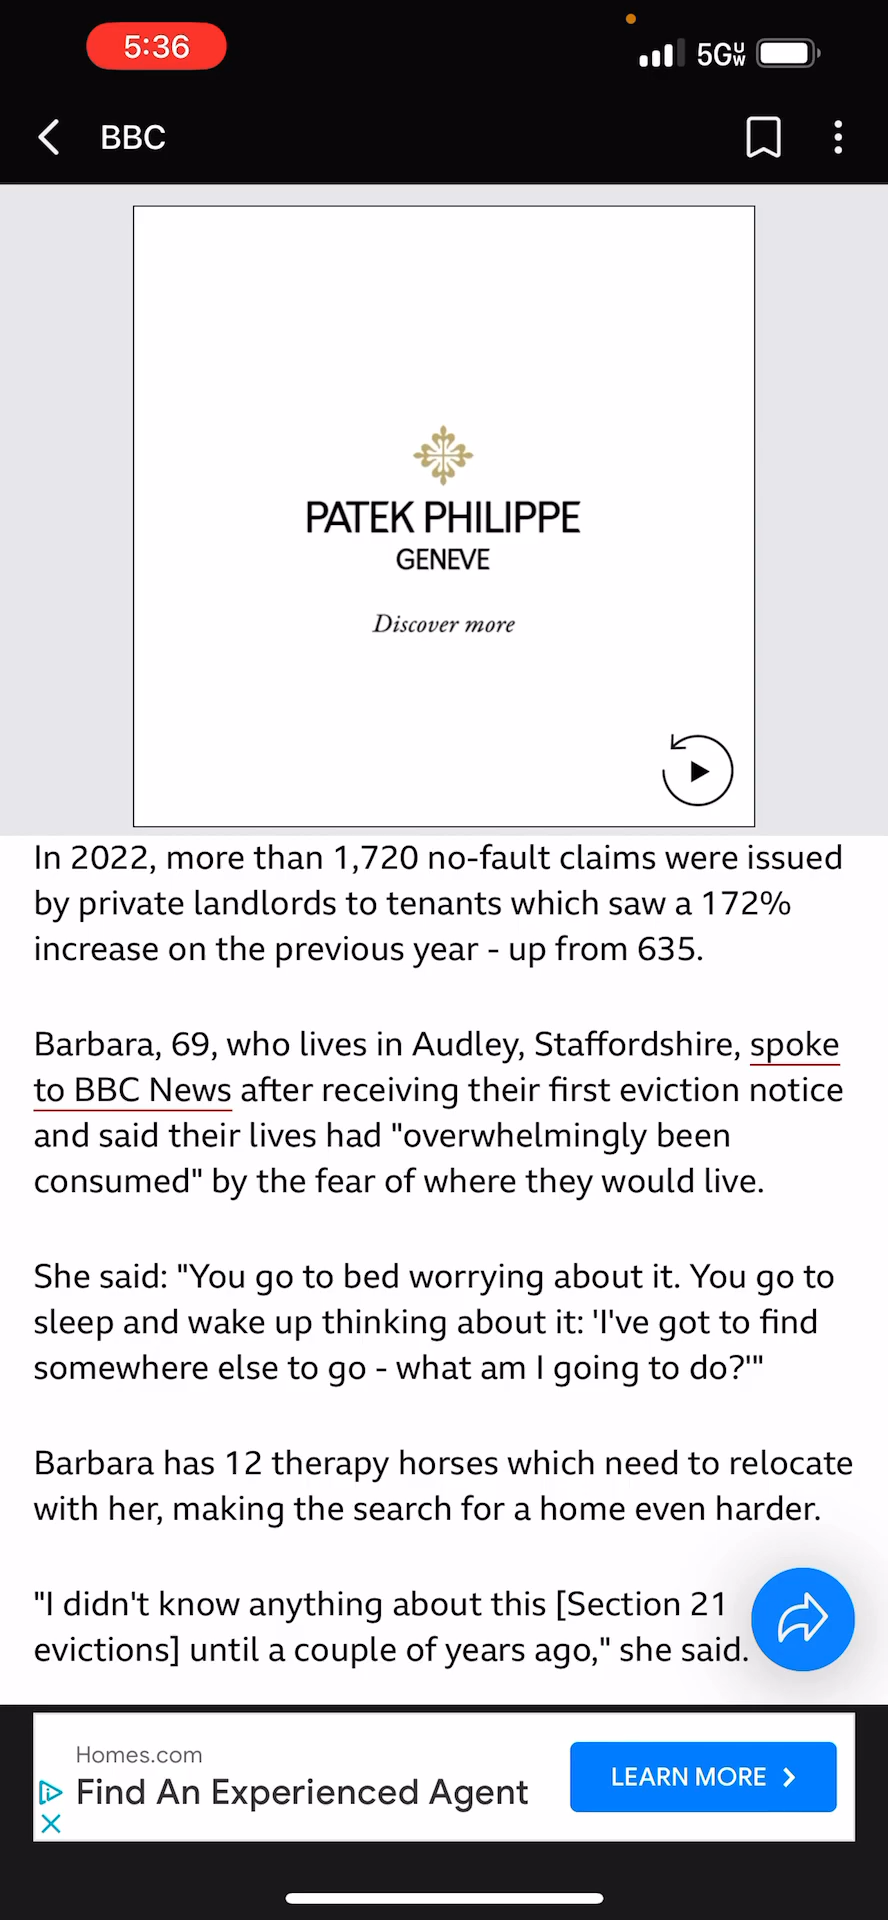 5:36
5GUW
BBC
PATEK PHILIPPE
GENEVE
Discover more
In 2022, more than 1,720 no-fault claims were issued
by private landlords to tenants which saw a 172%
increase on the previous year - up from 635.
Barbara, 69, who lives in Audley, Staffordshire, spoke
to BBC News after receiving their first eviction notice
and said their lives had "overwhelmingly been
consumed" by the fear of where they would live.
She said: "You go to bed worrying about it. You go to
sleep and wake up thinking about it: 'I've got to find
somewhere else to go - what am I going to do?'"
Barbara has 12 therapy horses which need to relocate
with her, making the search for a home even harder.
"I didn't know anything about this [Section 21
evictions] until a couple of years ago," she said.
Homes.com
Find An Experienced Agent
LEARN MORE